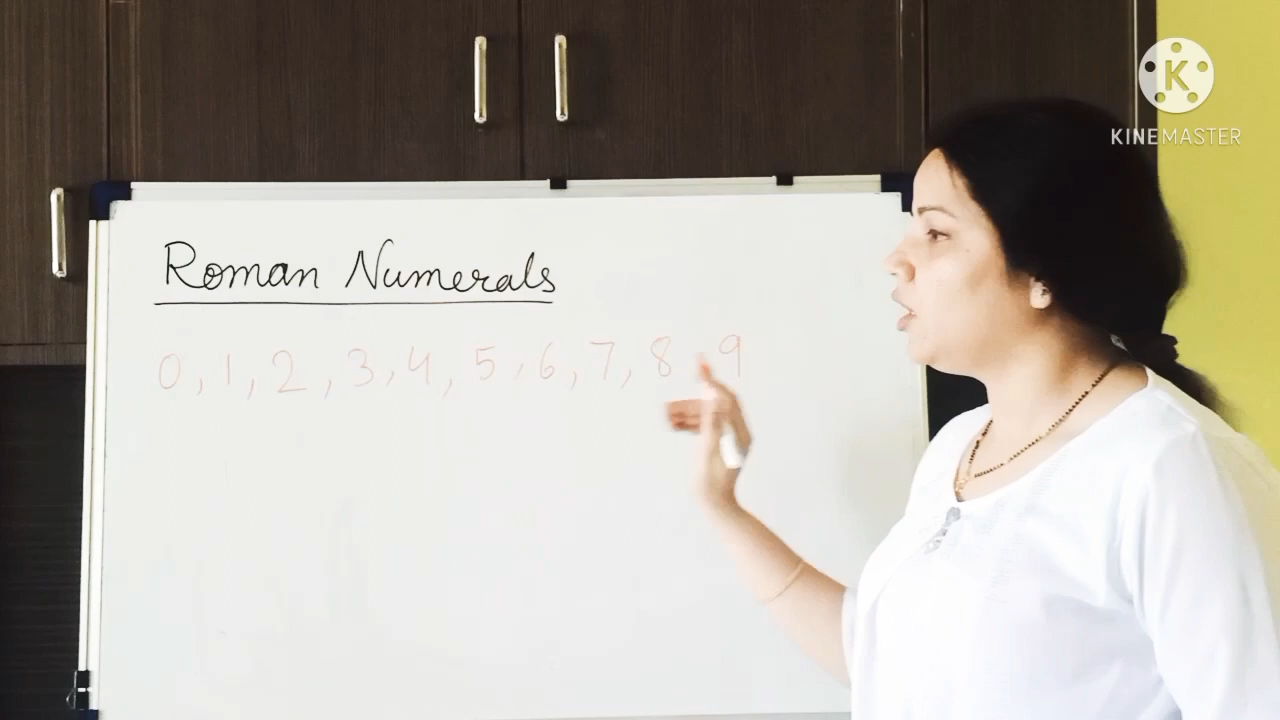 K
KINEMASTER
Roman Numerals
0, 1, 2, 3, 4, 5, 6, 7, 8, 9